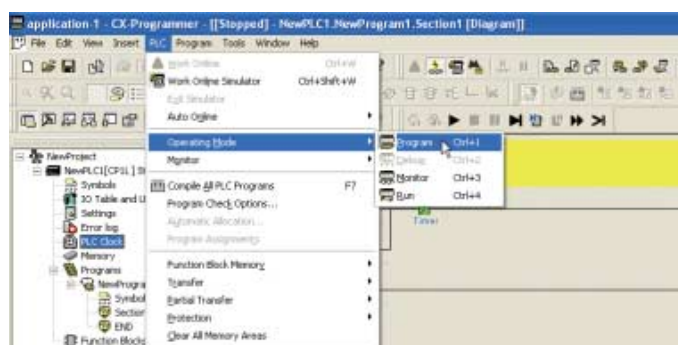 application-1 - CX-Programmer - [[Stopped] - NewPLC1.NewProgram1.Section1 [Diagram]]
File Edit View Insert PLC Program Tools Window Help
Work Online Ctrl+W
Work Online Simulator Ctrl+Shift+W
Exit Simulator
Auto Online
Operating Mode
Program Ctrl+1
Debug Ctrl+2
Monitor Ctrl+3
Run Ctrl+4
Monitor
Compile All PLC Programs F7
Program Check Options...
Automatic Allocation...
Program Assignments
Function Block Memory
Transfer
Partial Transfer
Protection
Clear All Memory Areas
Timer
NewProject
NewPLC1[CP1L]
Symbols
IO Table and U
Settings
Error log
PLC Clock
Memory
Programs
NewProgra
Symbol
Section
END
Function Blocks